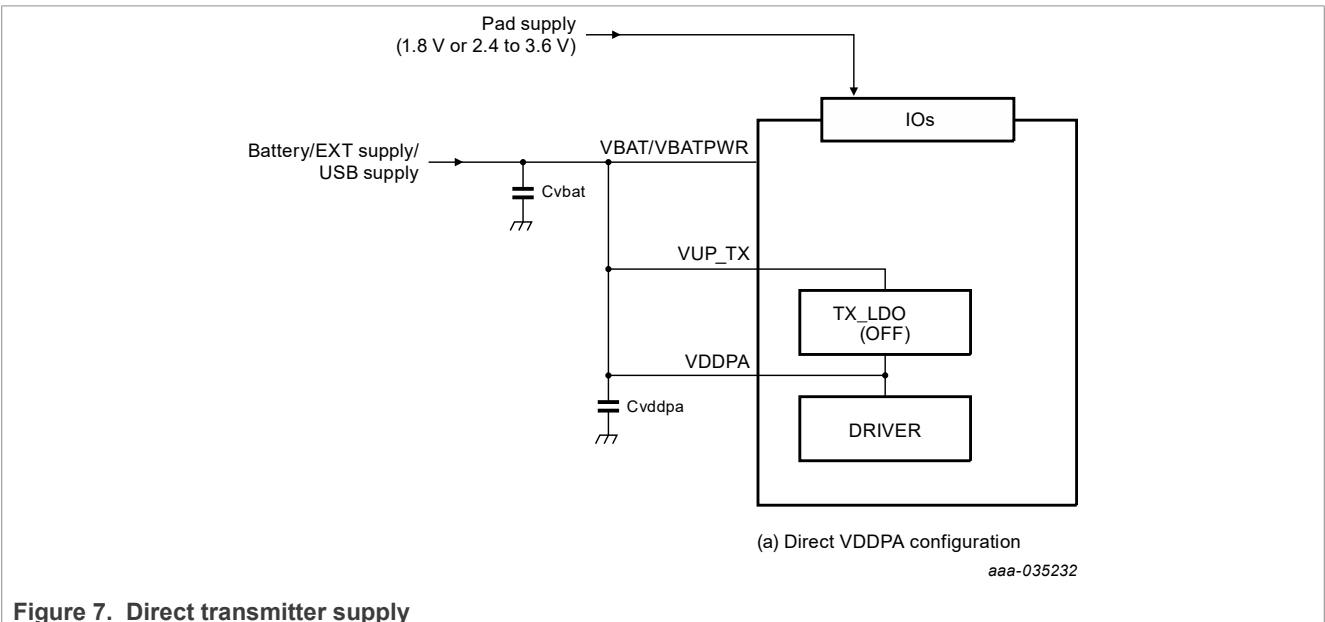 Pad supply
(1.8 V or 2.4 to 3.6 V)
IOs
Battery/EXT supply/
USB supply
VBAT/VBATPWR
Cvbat
VUP_TX
TX_LDO
(OFF)
VDDPA
Cvddpa
DRIVER
(a) Direct VDDPA configuration
aaa-035232
Figure 7. Direct transmitter supply